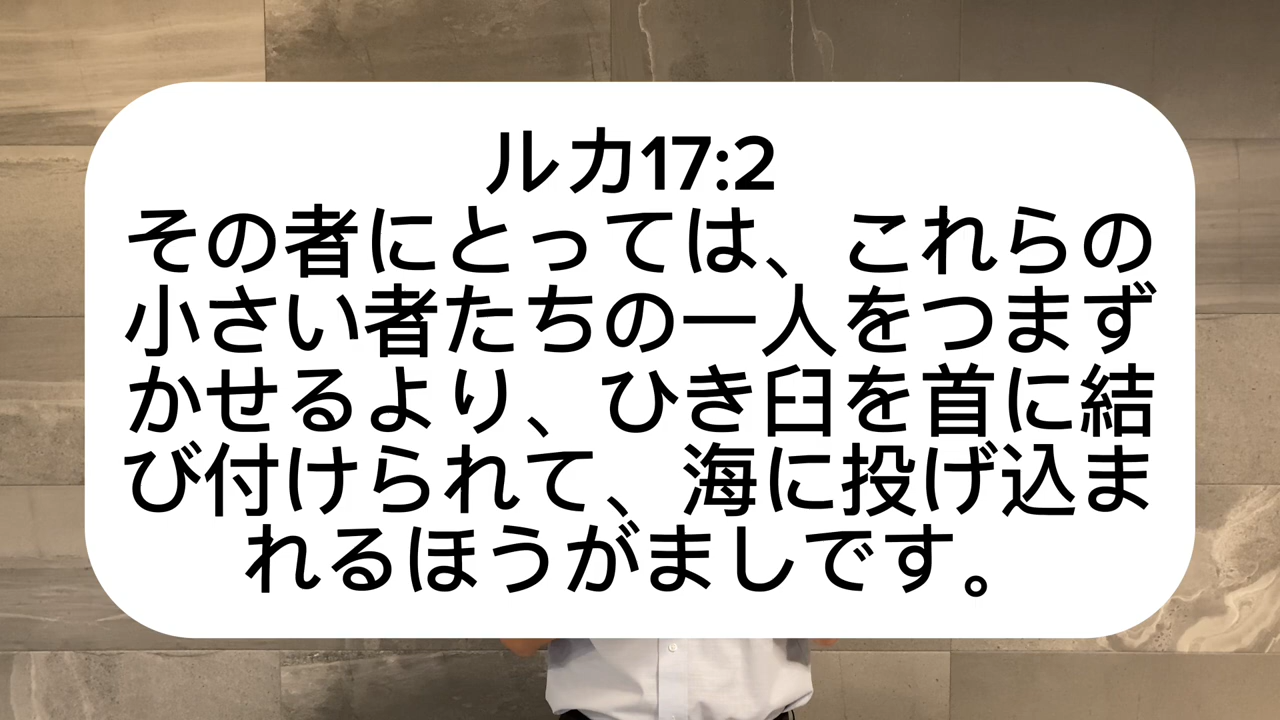 ルカ17:2
その者にとっては、これらの
小さい者たちの一人をつまず
かせるより、ひき臼を首に結
び付けられて、海に投げ込ま
れるほうがましです。